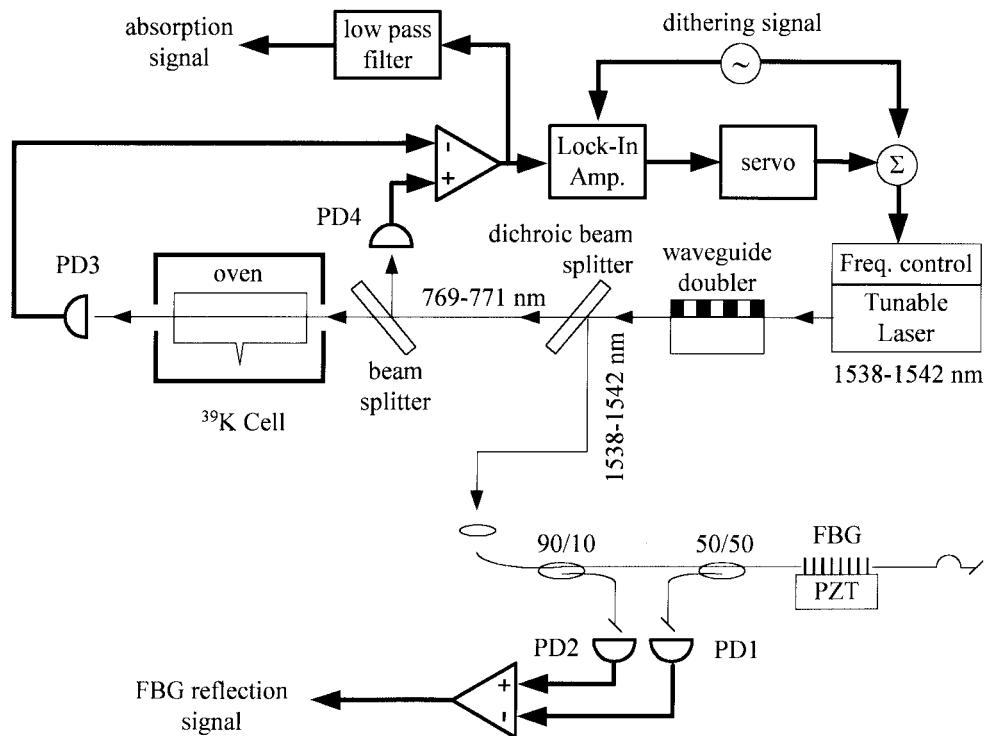 absorption
signal
low pass
filter
dithering signal
~
-
+
Lock-In
Amp.
servo
Σ
PD4
dichroic beam
splitter
waveguide
doubler
Freq. control
Tunable
Laser
1538-1542 nm
PD3
oven
769-771 nm
beam
splitter
1538-1542 nm
³⁹K Cell
90/10
50/50
FBG
PZT
PD2
PD1
+
-
FBG reflection
signal